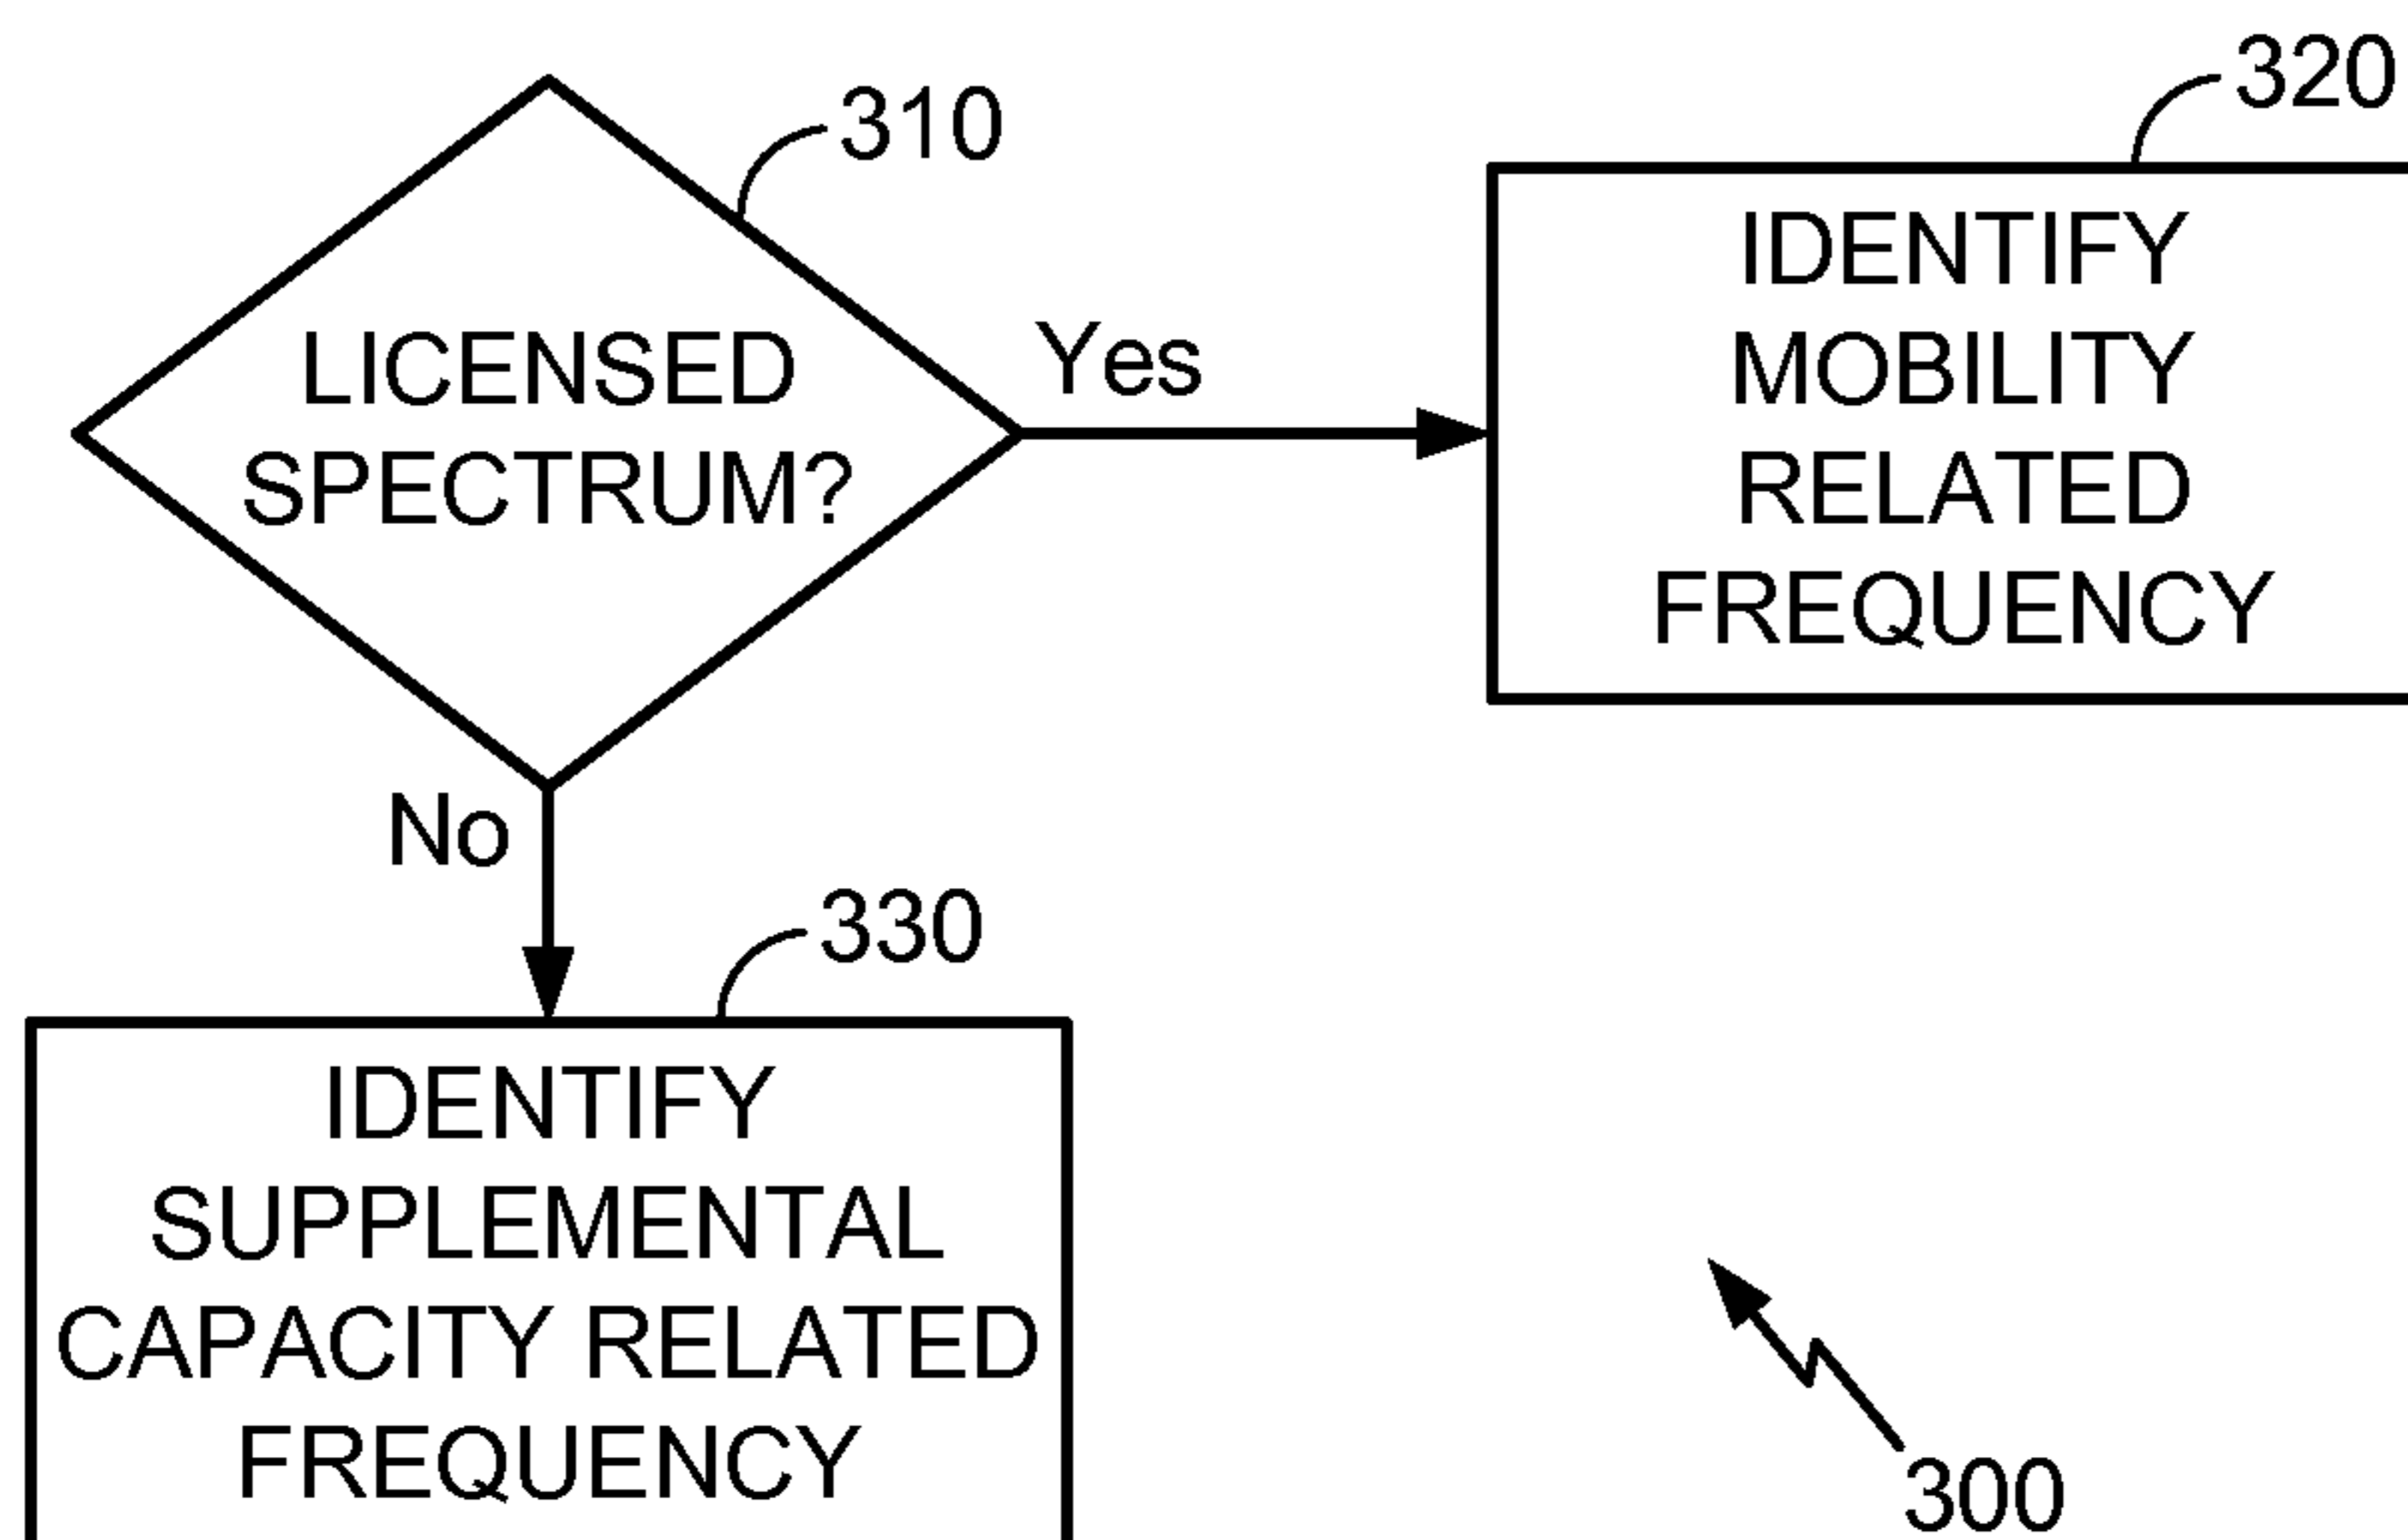 310
LICENSED
SPECTRUM?
Yes
320
IDENTIFY
MOBILITY
RELATED
FREQUENCY
No
330
IDENTIFY
SUPPLEMENTAL
CAPACITY RELATED
FREQUENCY
300